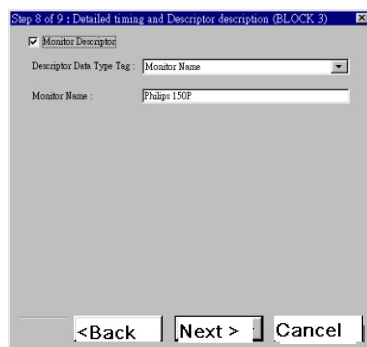 Step 8 of 9 : Detailed timing and Descriptor description (BLOCK 3)
Monitor Descriptor
Descriptor Data Type Tag : Monitor Name
Monitor Name : Philips 150P
<Back Next > Cancel